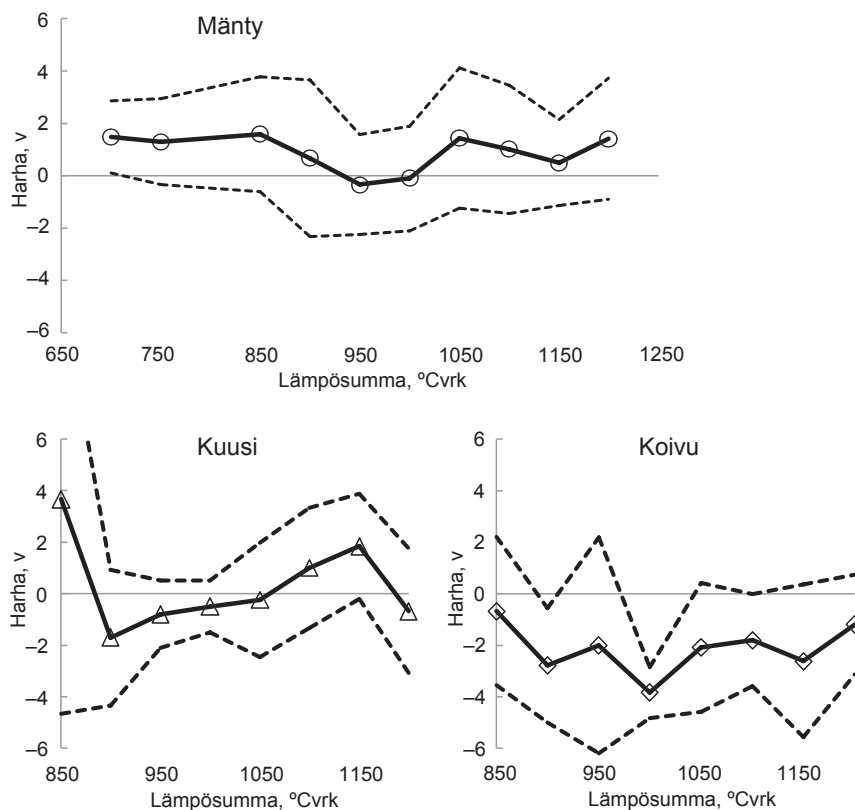 Mänty
6
4
2
0
–2
–4
–6
Harha, v
650 750 850 950 1050 1150 1250
Lämpösumma, ºCvrk
Kuusi
6
4
2
0
–2
–4
–6
Harha, v
850 950 1050 1150
Lämpösumma, ºCvrk
Koivu
6
4
2
0
–2
–4
–6
Harha, v
850 950 1050 1150
Lämpösumma, ºCvrk